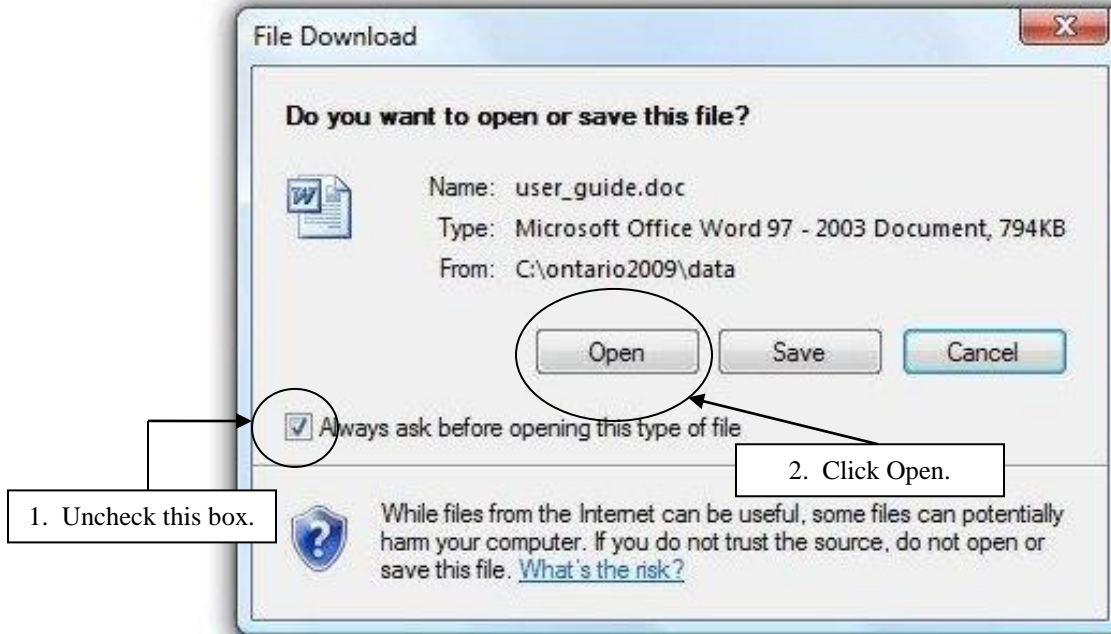 File Download
Do you want to open or save this file?
Name: user_guide.doc
Type: Microsoft Office Word 97 - 2003 Document, 794KB
From: C:\ontario2009\data
Open Save Cancel
Always ask before opening this type of file
2. Click Open.
1. Uncheck this box.
While files from the Internet can be useful, some files can potentially
harm your computer. If you do not trust the source, do not open or
save this file. What's the risk?